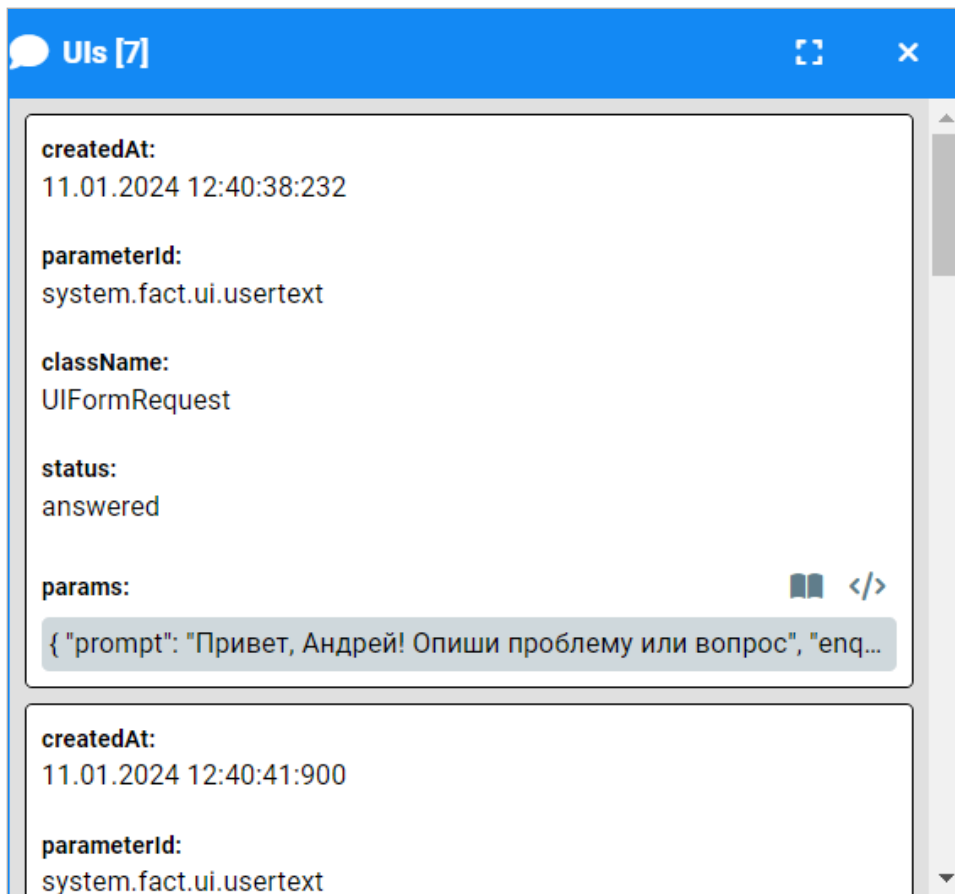 UIs [7]
createdAt:
11.01.2024 12:40:38:232
parameterId:
system.fact.ui.usertext
className:
UIFormRequest
status:
answered
params:
{ "prompt": "Привет, Андрей! Опиши проблему или вопрос", "enq...
createdAt:
11.01.2024 12:40:41:900
parameterId:
system.fact.ui.usertext